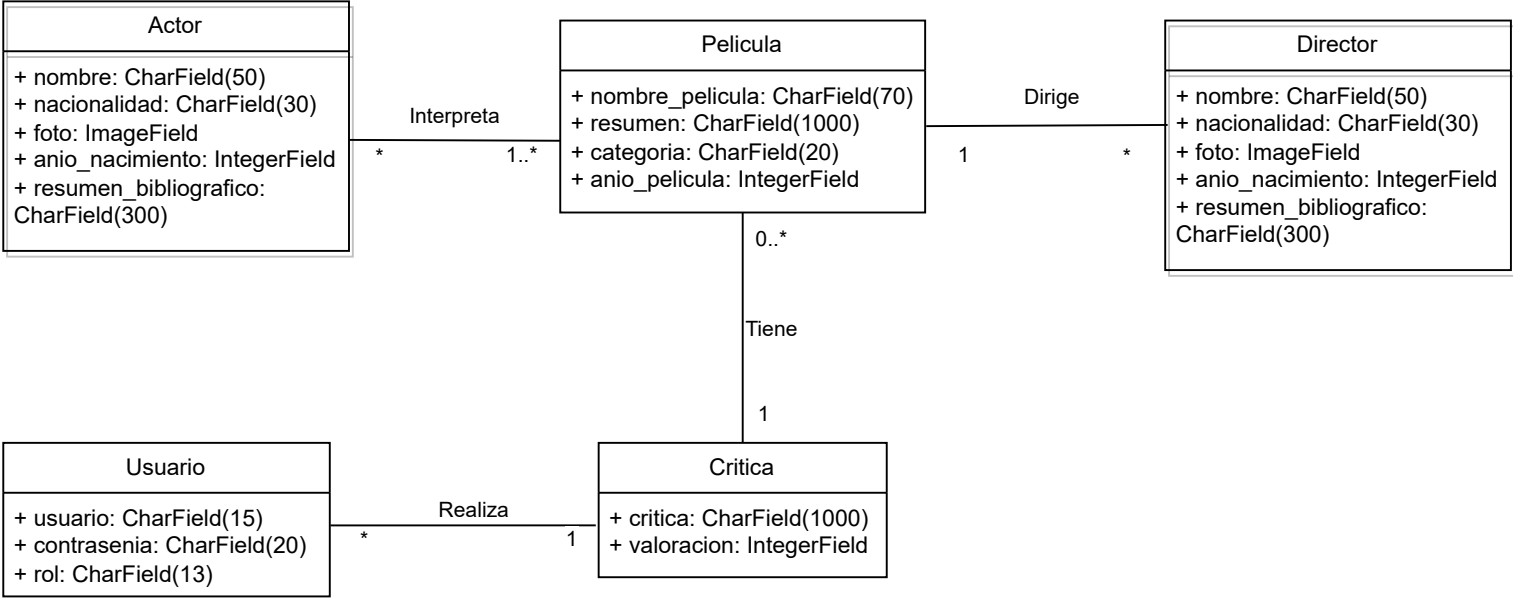 Actor
+ nombre: CharField(50)
+ nacionalidad: CharField(30)
+ foto: ImageField
+ anio_nacimiento: IntegerField
+ resumen_bibliografico:
CharField(300)
Interpreta
*
1..*
Pelicula
+ nombre_pelicula: CharField(70)
+ resumen: CharField(1000)
+ categoria: CharField(20)
+ anio_pelicula: IntegerField
Dirige
1
*
Director
+ nombre: CharField(50)
+ nacionalidad: CharField(30)
+ foto: ImageField
+ anio_nacimiento: IntegerField
+ resumen_bibliografico:
CharField(300)
0..*
Tiene
1
Usuario
+ usuario: CharField(15)
+ contrasenia: CharField(20)
+ rol: CharField(13)
Realiza
*
1
Critica
+ critica: CharField(1000)
+ valoracion: IntegerField